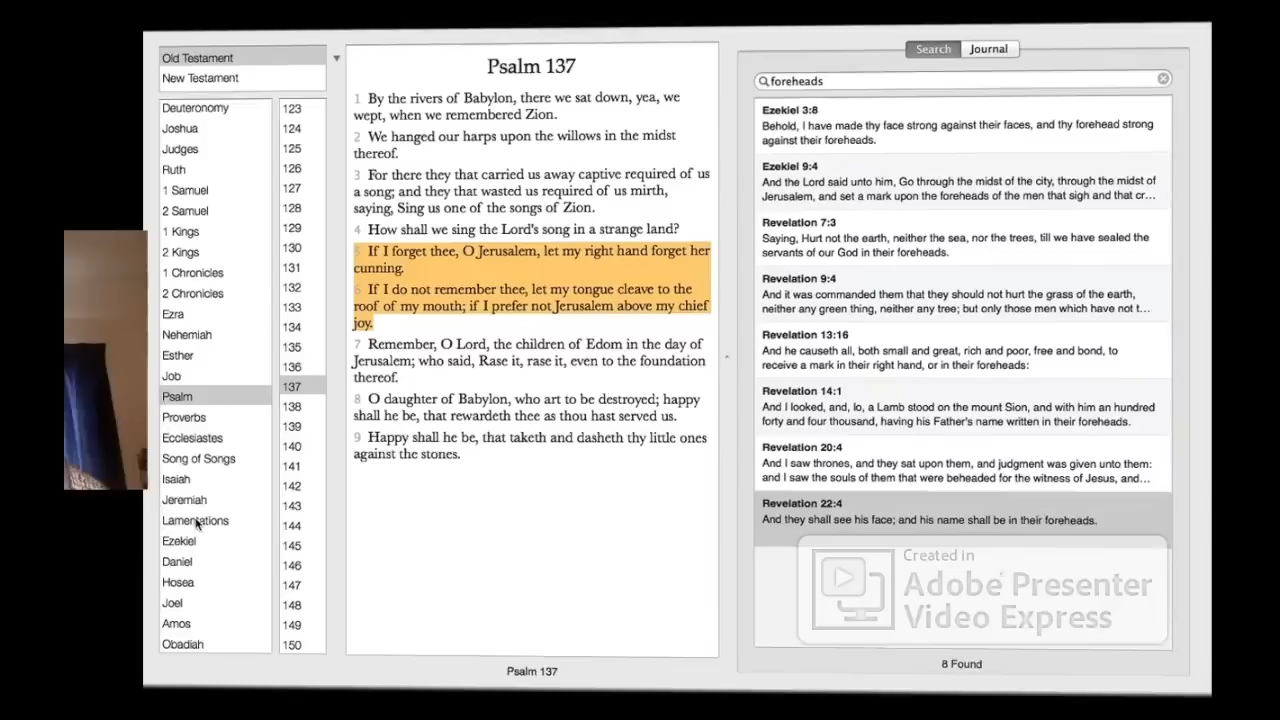 Old Testament
New Testament
Deuteronomy
Joshua
Judges
Ruth
1 Samuel
2 Samuel
1 Kings
2 Kings
1 Chronicles
2 Chronicles
Ezra
Nehemiah
Esther
Job
Psalm
Proverbs
Ecclesiastes
Song of Songs
Isaiah
Jeremiah
Lamentations
Ezekiel
Daniel
Hosea
Joel
Amos
Obadiah
123
124
125
126
127
128
129
130
131
132
133
134
135
136
137
138
139
140
141
142
143
144
145
146
147
148
149
150
Psalm 137
1 By the rivers of Babylon, there we sat down, yea, we
wept, when we remembered Zion.
2 We hanged our harps upon the willows in the midst
thereof.
3 For there they that carried us away captive required of us
a song; and they that wasted us required of us mirth,
saying, Sing us one of the songs of Zion.
4 How shall we sing the Lord's song in a strange land?
5 If I forget thee, O Jerusalem, let my right hand forget her
cunning.
6 If I do not remember thee, let my tongue cleave to the
roof of my mouth; if I prefer not Jerusalem above my chief
joy.
7 Remember, O Lord, the children of Edom in the day of
Jerusalem; who said, Rase it, rase it, even to the foundation
thereof.
8 O daughter of Babylon, who art to be destroyed; happy
shall he be, that rewardeth thee as thou hast served us.
9 Happy shall he be, that taketh and dasheth thy little ones
against the stones.
Psalm 137
Search Journal
foreheads
Ezekiel 3:8
Behold, I have made thy face strong against their faces, and thy forehead strong
against their foreheads.
Ezekiel 9:4
And the Lord said unto him, Go through the midst of the city, through the midst of
Jerusalem, and set a mark upon the foreheads of the men that sigh and that cr...
Revelation 7:3
Saying, Hurt not the earth, neither the sea, nor the trees, till we have sealed the
servants of our God in their foreheads.
Revelation 9:4
And it was commanded them that they should not hurt the grass of the earth,
neither any green thing, neither any tree; but only those men which have not t...
Revelation 13:16
And he causeth all, both small and great, rich and poor, free and bond, to
receive a mark in their right hand, or in their foreheads:
Revelation 14:1
And I looked, and, lo, a Lamb stood on the mount Sion, and with him an hundred
forty and four thousand, having his Father's name written in their foreheads.
Revelation 20:4
And I saw thrones, and they sat upon them, and judgment was given unto them:
and I saw the souls of them that were beheaded for the witness of Jesus, and...
Revelation 22:4
And they shall see his face; and his name shall be in their foreheads.
Created in
Adobe Presenter
Video Express
8 Found